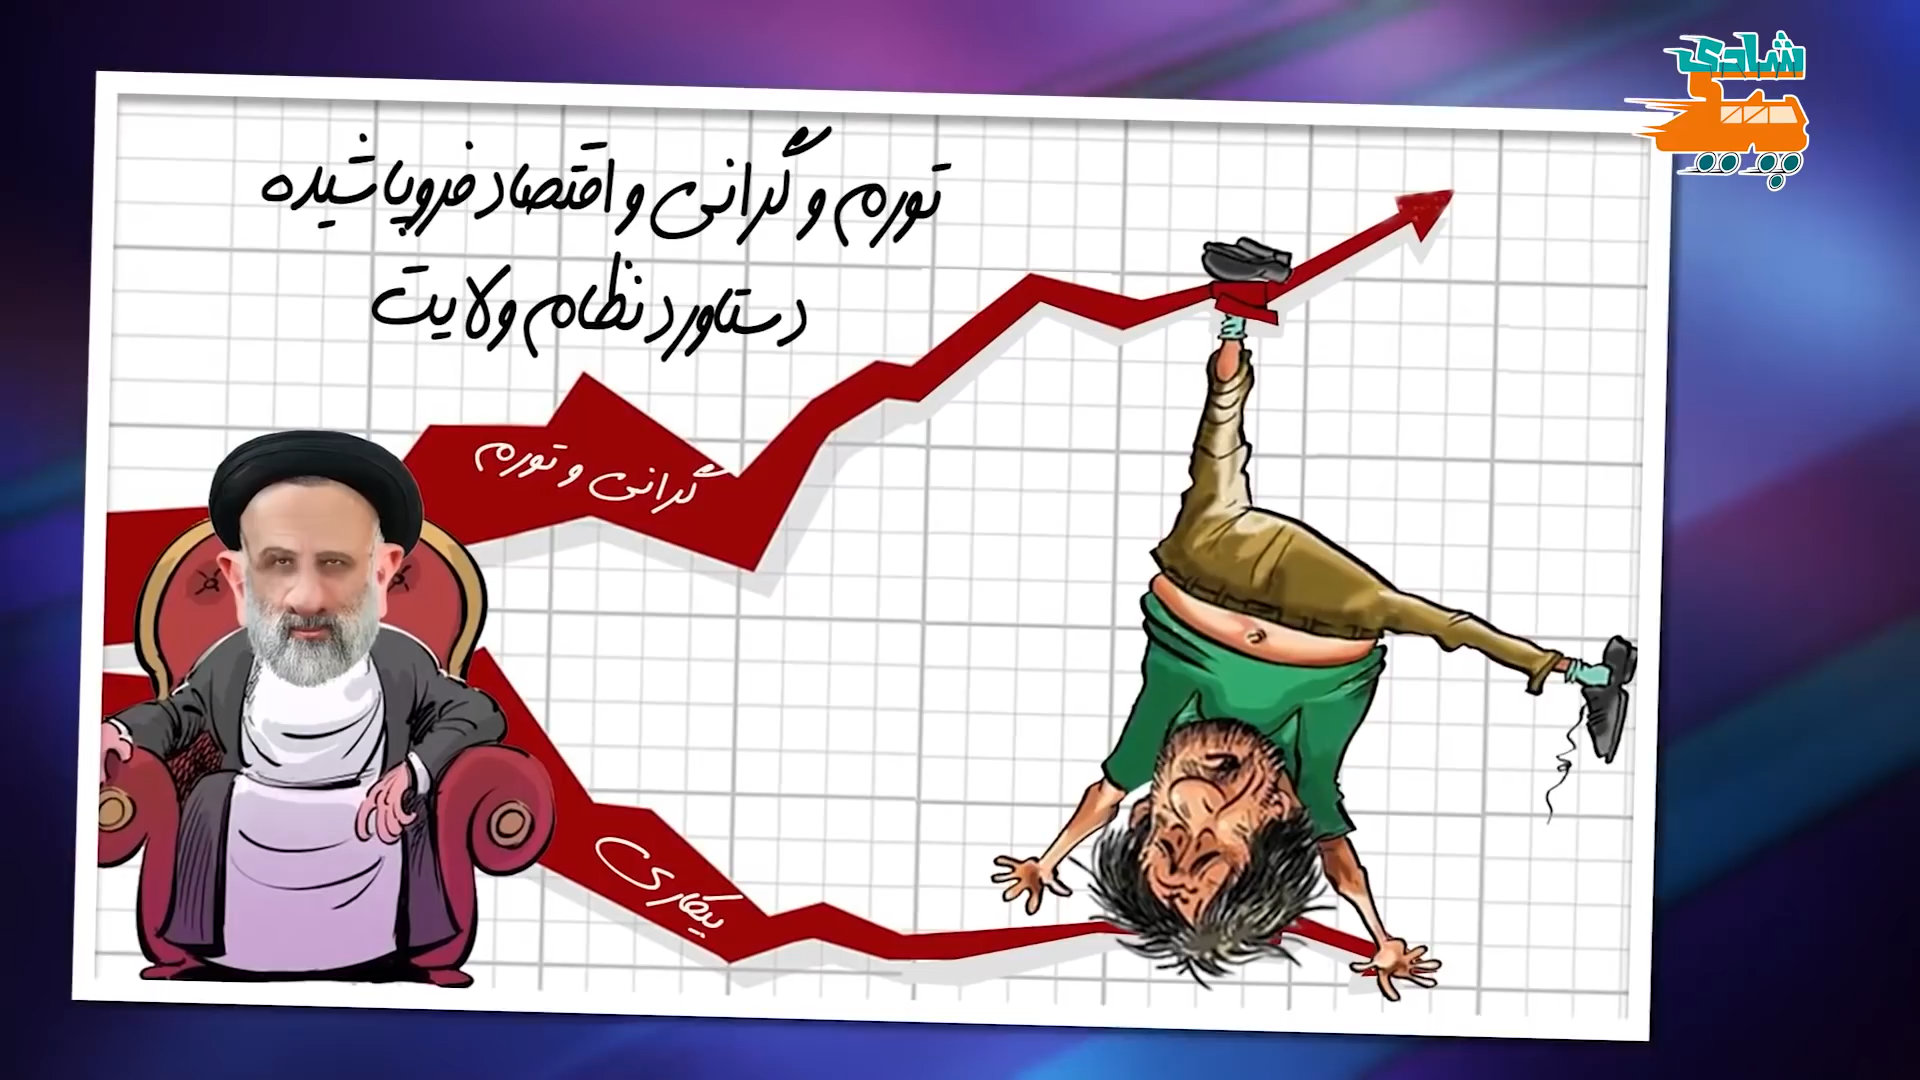 شادی
تورم و گرانی و اقتصاد فروپاشیده
دستاورد نظام ولایت
گرانی و تورم
بیکاری